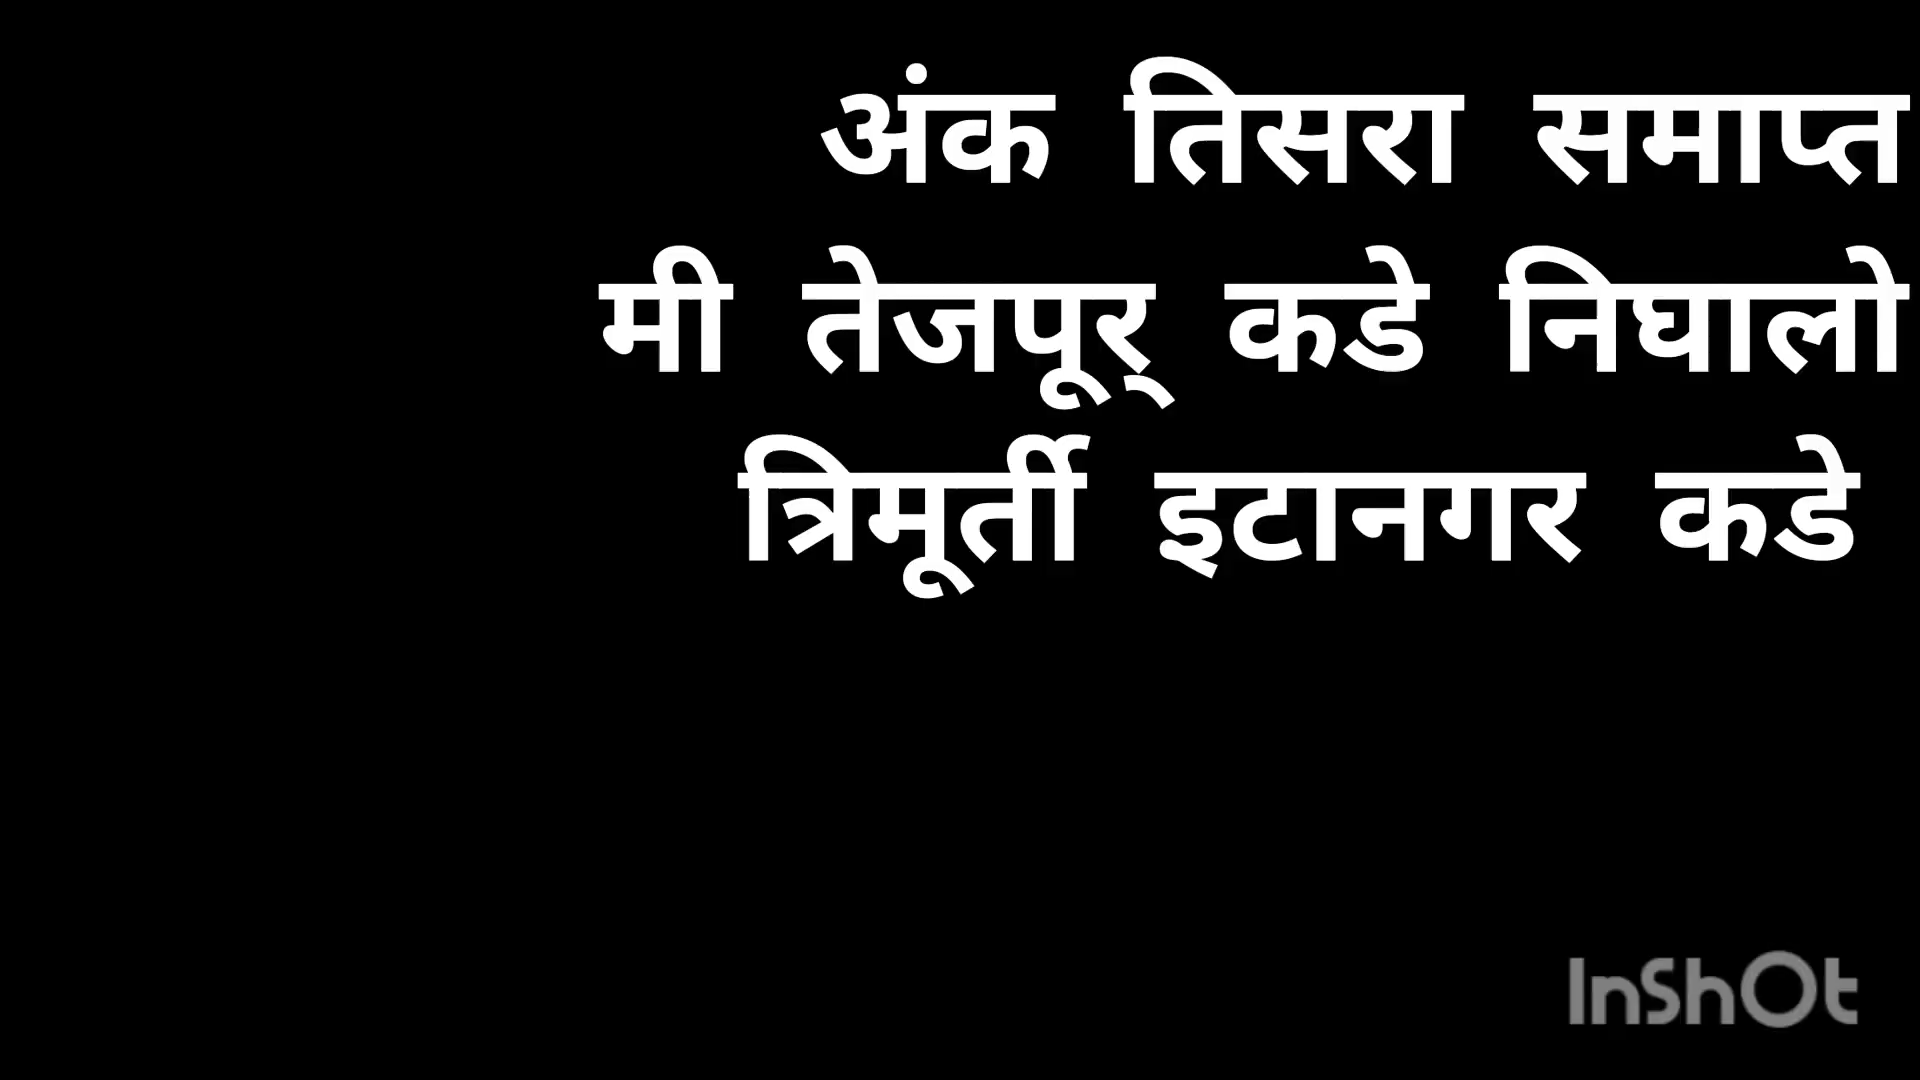 अंक तिसरा समाप्त
मी तेजपूर् कडे निघालो
त्रिमूर्ती इटानगर कडे
InShOt